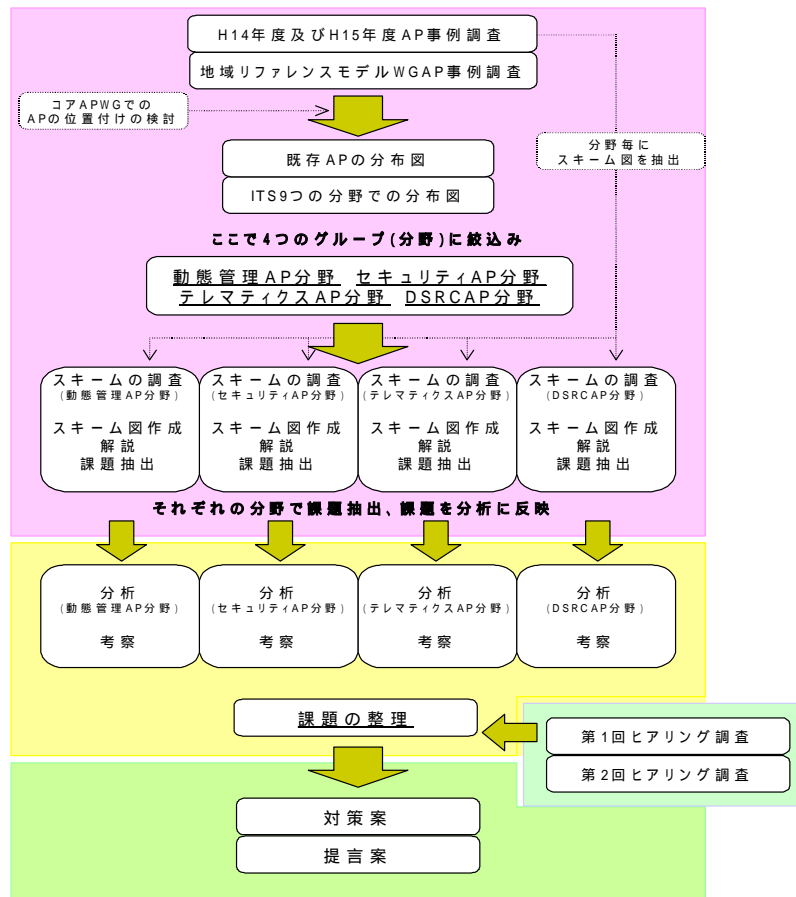 H14年度及びH15年度AP事例調査
地域リファレンスモデルWGAP事例調査
コアAPWGでの
APの位置付けの検討
分野毎に
スキーム図を抽出
既存APの分布図
ITS9つの分野での分布図
ここで4つのグループ(分野)に絞込み
動態管理AP分野 セキュリティAP分野
テレマティクスAP分野 DSRCAP分野
スキームの調査
(動態管理AP分野)
スキーム図作成
解説
課題抽出
スキームの調査
(セキュリティAP分野)
スキーム図作成
解説
課題抽出
スキームの調査
(テレマティクスAP分野)
スキーム図作成
解説
課題抽出
スキームの調査
(DSRCAP分野)
スキーム図作成
解説
課題抽出
それぞれの分野で課題抽出、課題を分析に反映
分析
(動態管理AP分野)
考察
分析
(セキュリティAP分野)
考察
分析
(テレマティクスAP分野)
考察
分析
(DSRCAP分野)
考察
課題の整理
第1回ヒアリング調査
第2回ヒアリング調査
対策案
提言案